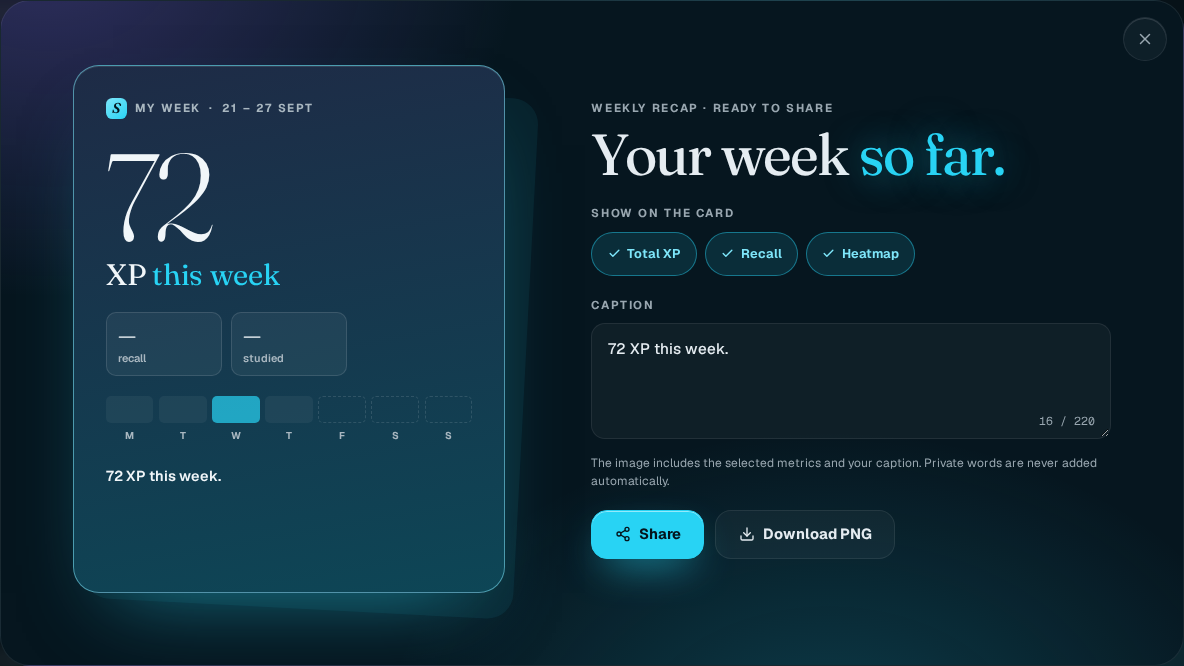 S MY WEEK · 21 – 27 SEPT
72
XP this week
—
recall
—
studied
M T W T F S S
72 XP this week.
WEEKLY RECAP · READY TO SHARE
Your week so far.
SHOW ON THE CARD
Total XP
Recall
Heatmap
CAPTION
72 XP this week.
16 / 220
The image includes the selected metrics and your caption. Private words are never added
automatically.
Share
Download PNG